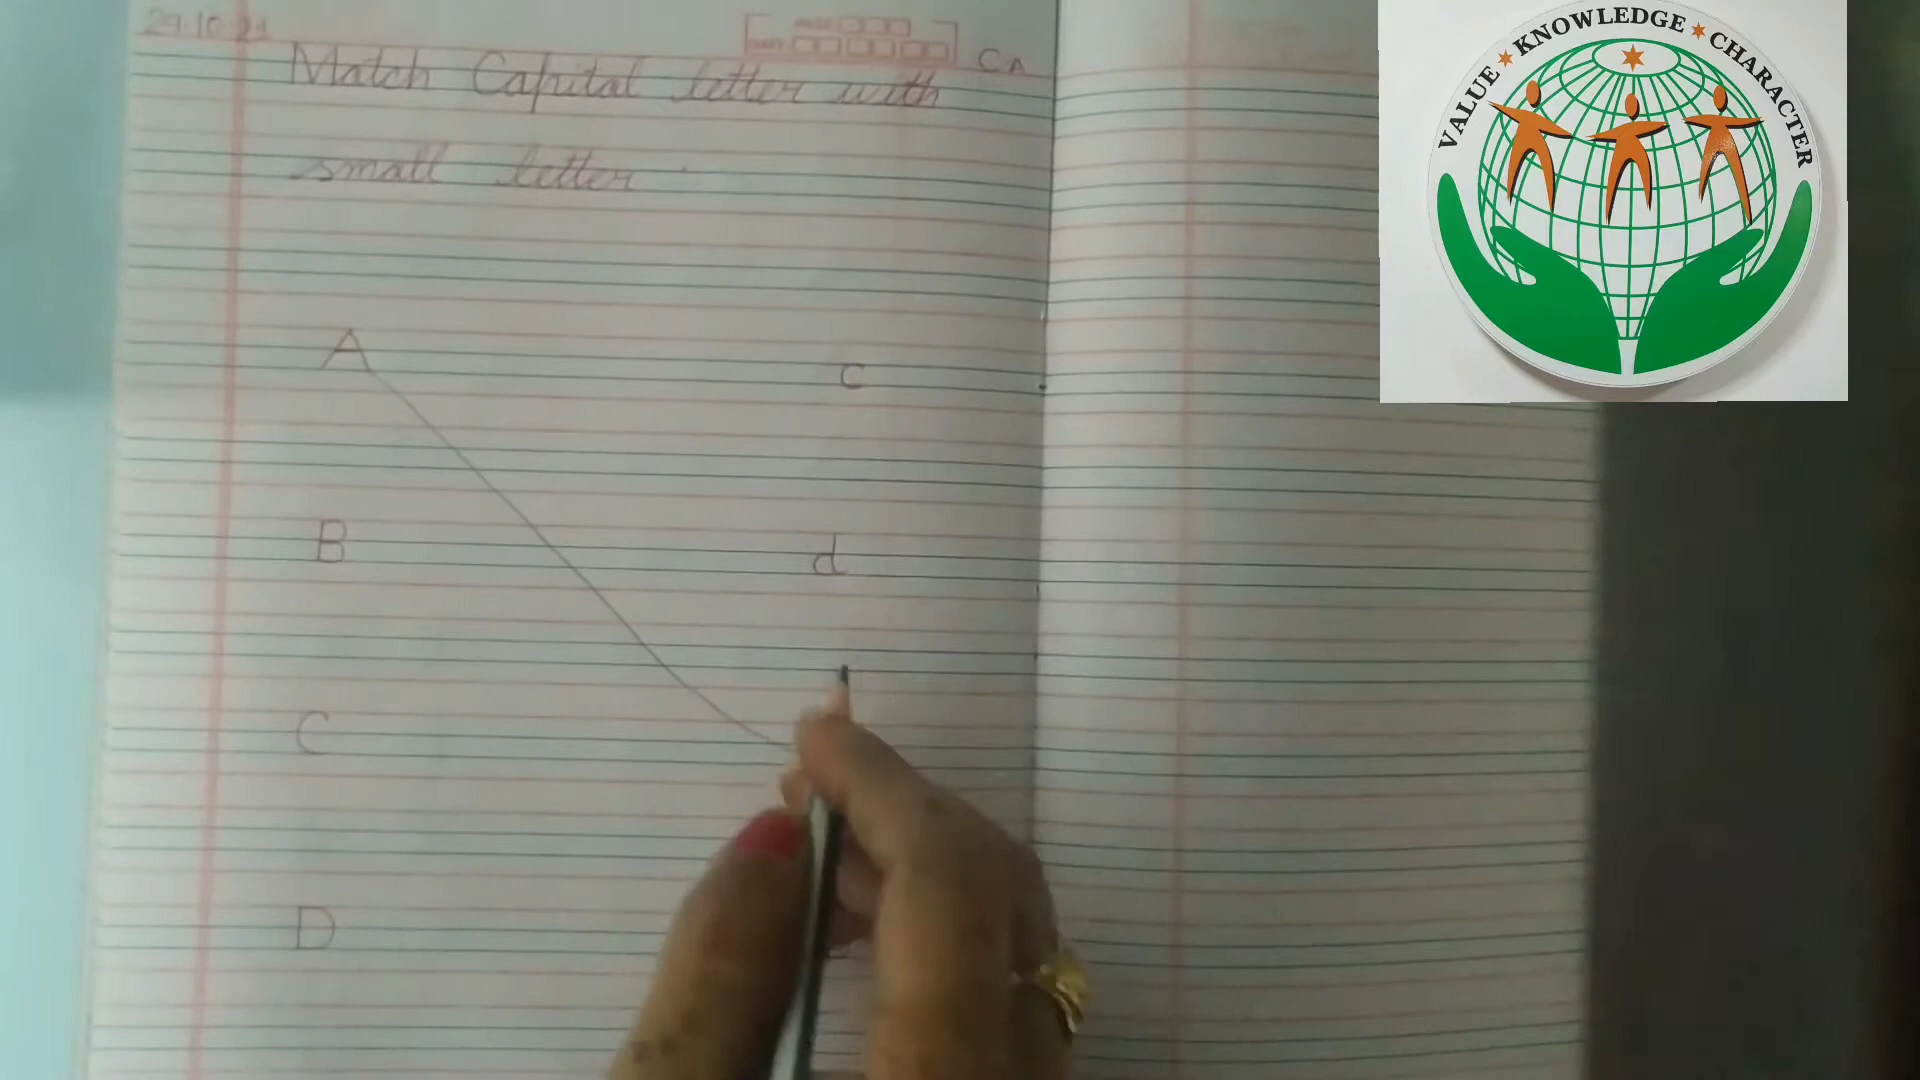 29.10.21
C.A
Match Capital letter with
small letter
A c
B d
C
D
VALUE ★ KNOWLEDGE ★ CHARACTER